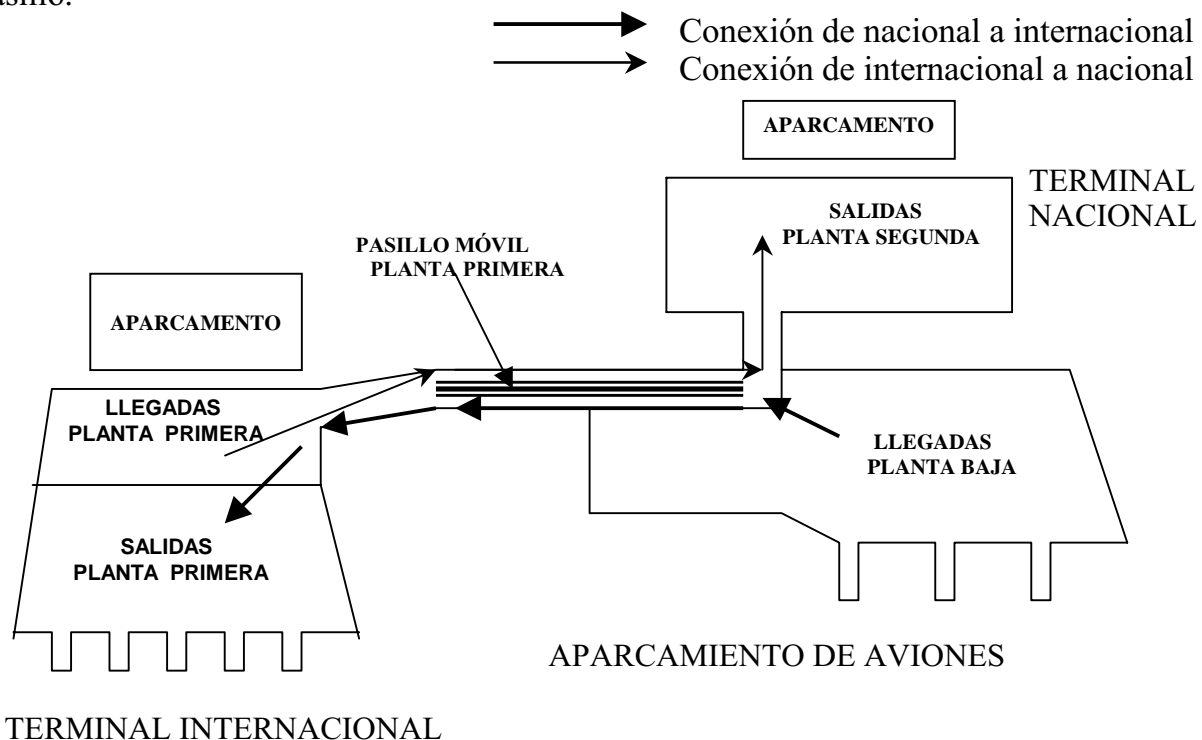 Conexión de nacional a internacional
Conexión de internacional a nacional
APARCAMENTO
TERMINAL
NACIONAL
SALIDAS
PLANTA SEGUNDA
PASILLO MÓVIL
PLANTA PRIMERA
APARCAMENTO
LLEGADAS
PLANTA PRIMERA
LLEGADAS
PLANTA BAJA
SALIDAS
PLANTA PRIMERA
APARCAMIENTO DE AVIONES
TERMINAL INTERNACIONAL